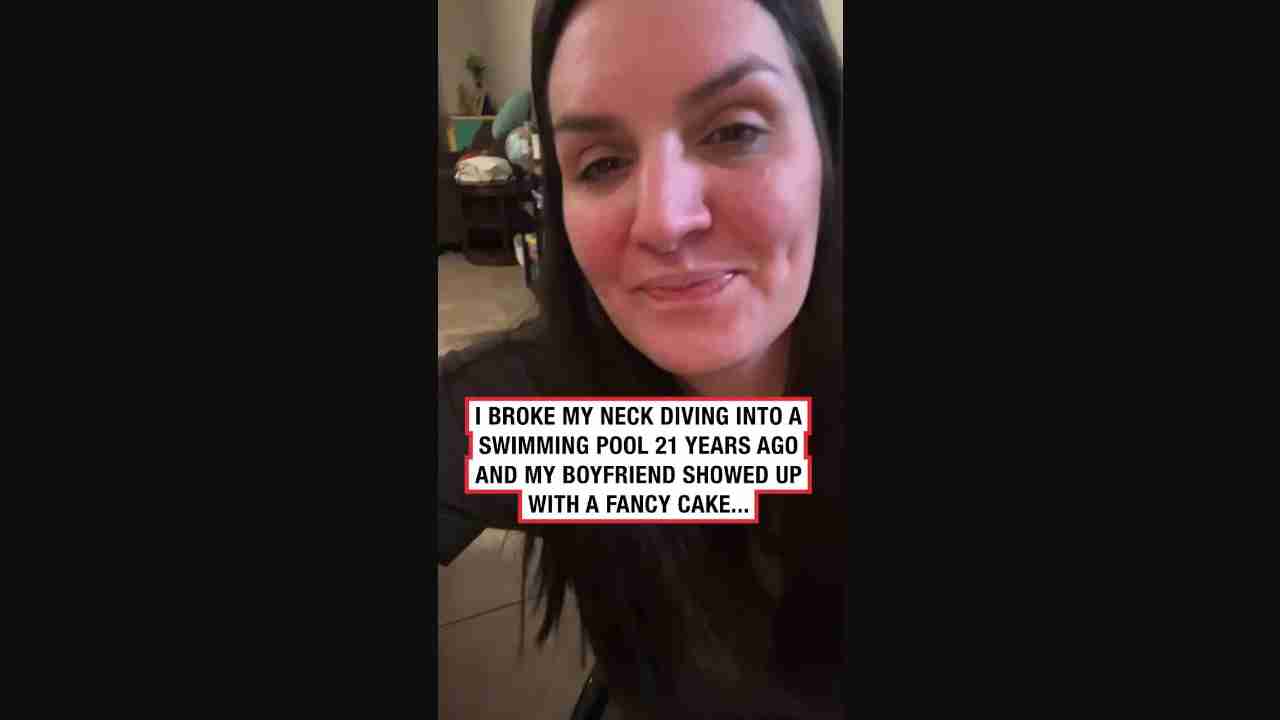 I BROKE MY NECK DIVING INTO A
SWIMMING POOL 21 YEARS AGO
AND MY BOYFRIEND SHOWED UP
WITH A FANCY CAKE...